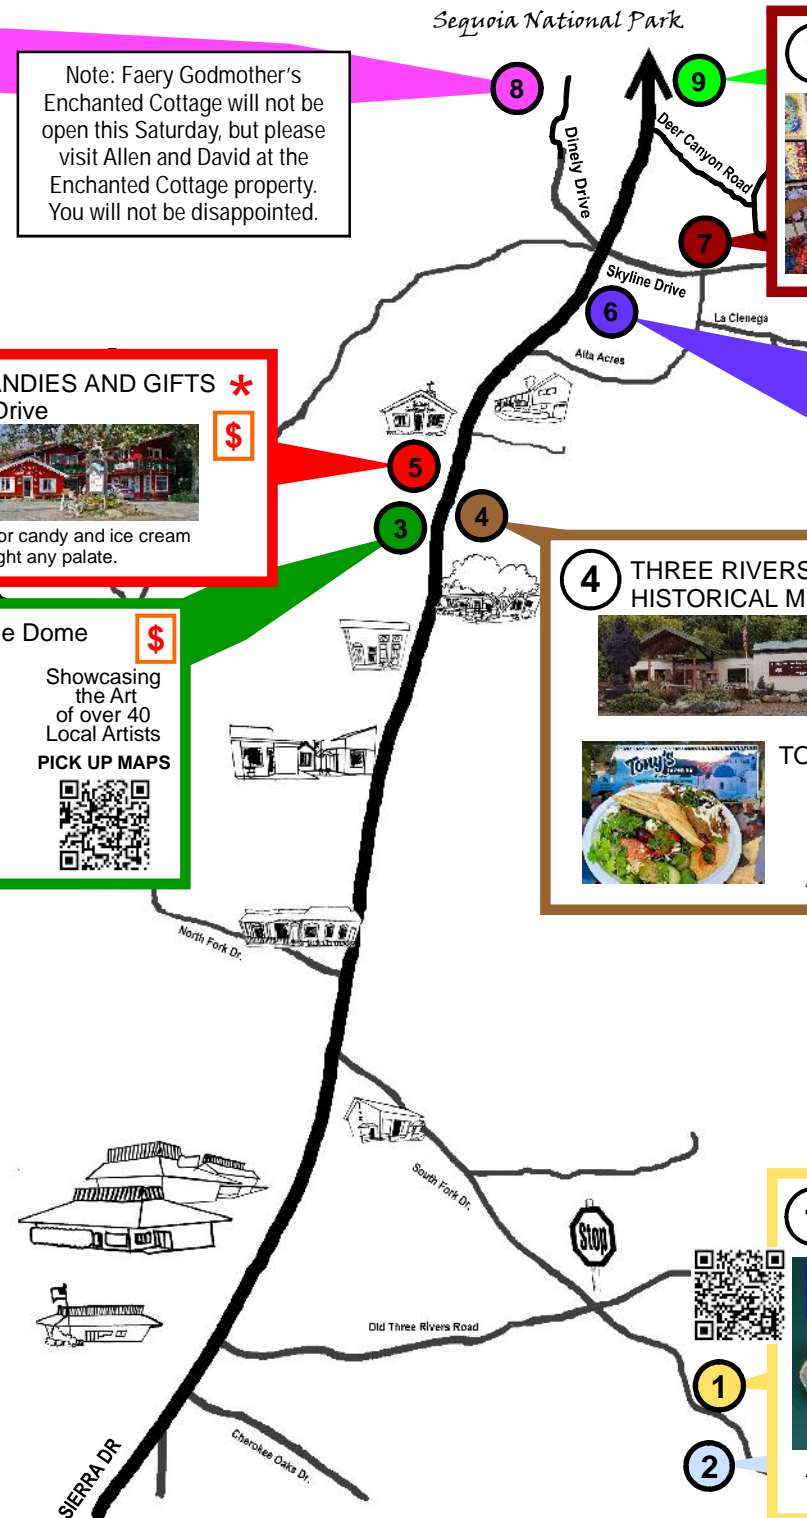 Sequoia National Park
Note: Faery Godmother's
Enchanted Cottage will not be
open this Saturday, but please
visit Allen and David at the
Enchanted Cottage property.
You will not be disappointed.
8
9
Dinely Drive
Deer Canyon Road
7
Skyline Drive
6
La Cienega
Alta Acres
ANDIES AND GIFTS *
Drive
$
or candy and ice cream
ght any palate.
5
3
4
4 THREE RIVERS
HISTORICAL M
Tony's
TO
e Dome
$
Showcasing
the Art
of over 40
Local Artists
PICK UP MAPS
North Fork Dr.
South Fork Dr.
Stop
Old Three Rivers Road
1
2
Cherokee Oaks Dr.
SIERRA DR